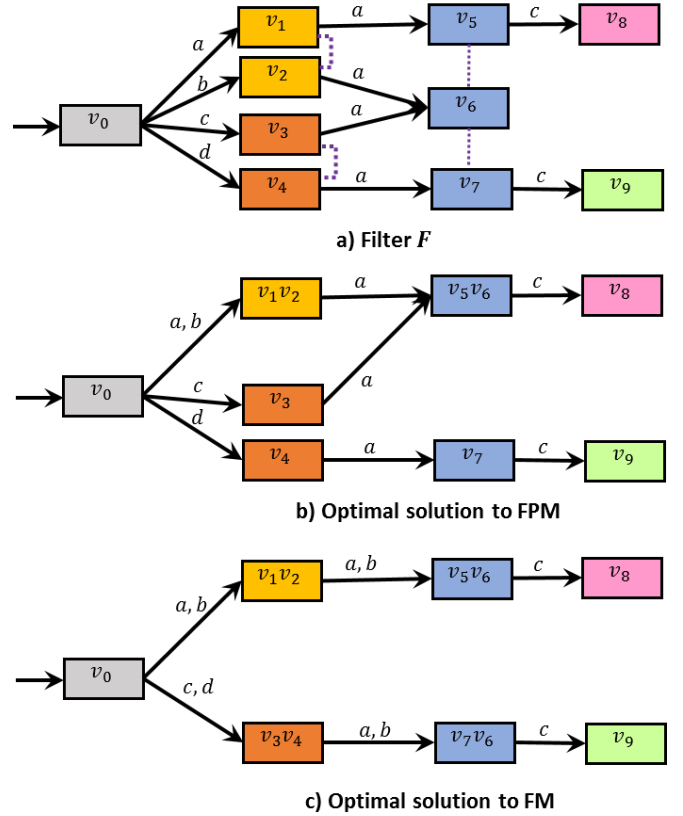 v₁ a v₅ c v₈
a
v₂
b a
v₀ v₆
c v₃ a
d
v₄ a v₇ c v₉
a) Filter F
v₁v₂ a v₅v₆ c v₈
a, b
v₀ c v₃ a
d
v₄ a v₇ c v₉
b) Optimal solution to FPM
v₁v₂ a, b v₅v₆ c v₈
a, b
v₀
c, d
v₃v₄ a, b v₇v₆ c v₉
c) Optimal solution to FM